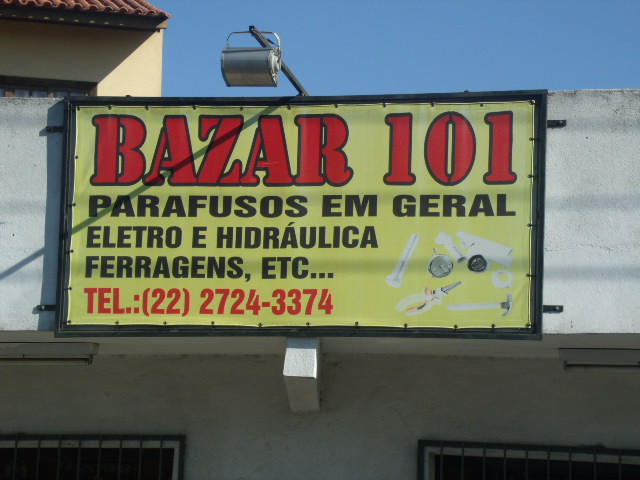 BAZAR 101
PARAFUSOS EM GERAL
ELETRO E HIDRÁULICA
FERRAGENS, ETC...
TEL.:(22) 2724-3374